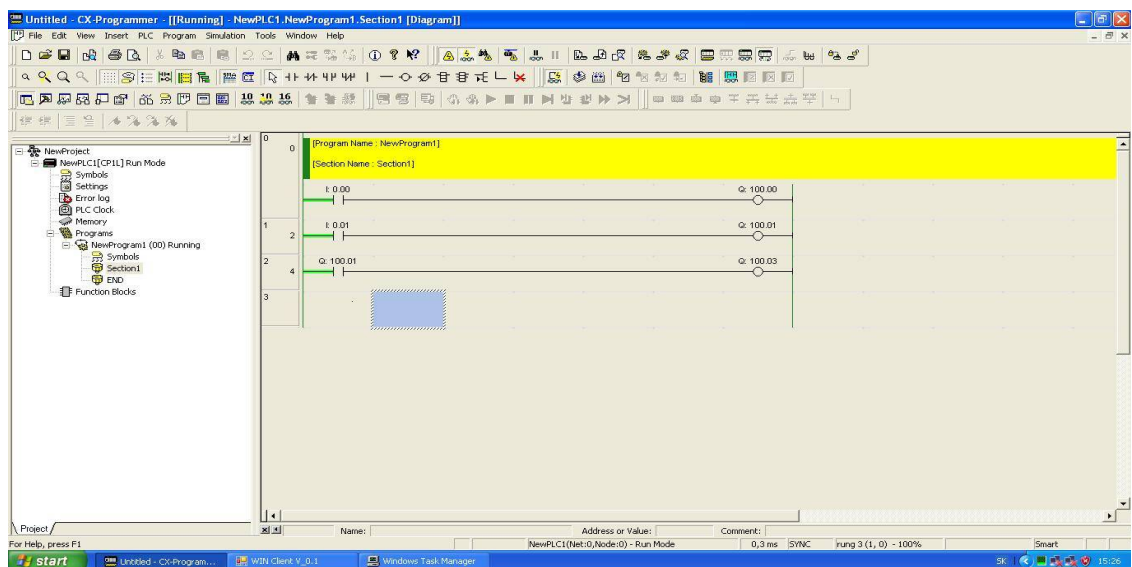 Untitled - CX-Programmer - [[Running] - NewPLC1.NewProgram1.Section1 [Diagram]]
File Edit View Insert PLC Program Simulation Tools Window Help
10 10 16
NewProject
NewPLC1[CP1L] Run Mode
Symbols
Settings
Error log
PLC Clock
Memory
Programs
NewProgram1 (00) Running
Symbols
Section1
END
Function Blocks
Project
0
0
[Program Name : NewProgram1]
[Section Name : Section1]
I: 0.00
Q: 100.00
1
2
I: 0.01
Q: 100.01
2
4
Q: 100.01
Q: 100.03
3
Name:
Address or Value:
Comment:
For Help, press F1
NewPLC1(Net:0,Node:0) - Run Mode
0,3 ms
SYNC
rung 3 (1, 0) - 100%
Smart
start
Untitled - CX-Program...
WIN Client V_0.1
Windows Task Manager
SK
15:26